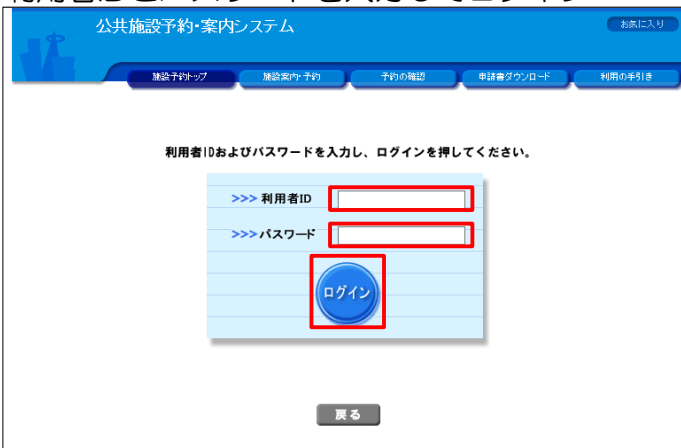 公共施設予約・案内システム
お気に入り
施設予約トップ 施設案内・予約 予約の確認 申請書ダウンロード 利用の手引き
利用者IDおよびパスワードを入力し、ログインを押してください。
>>> 利用者ID
>>> パスワード
ログイン
戻る